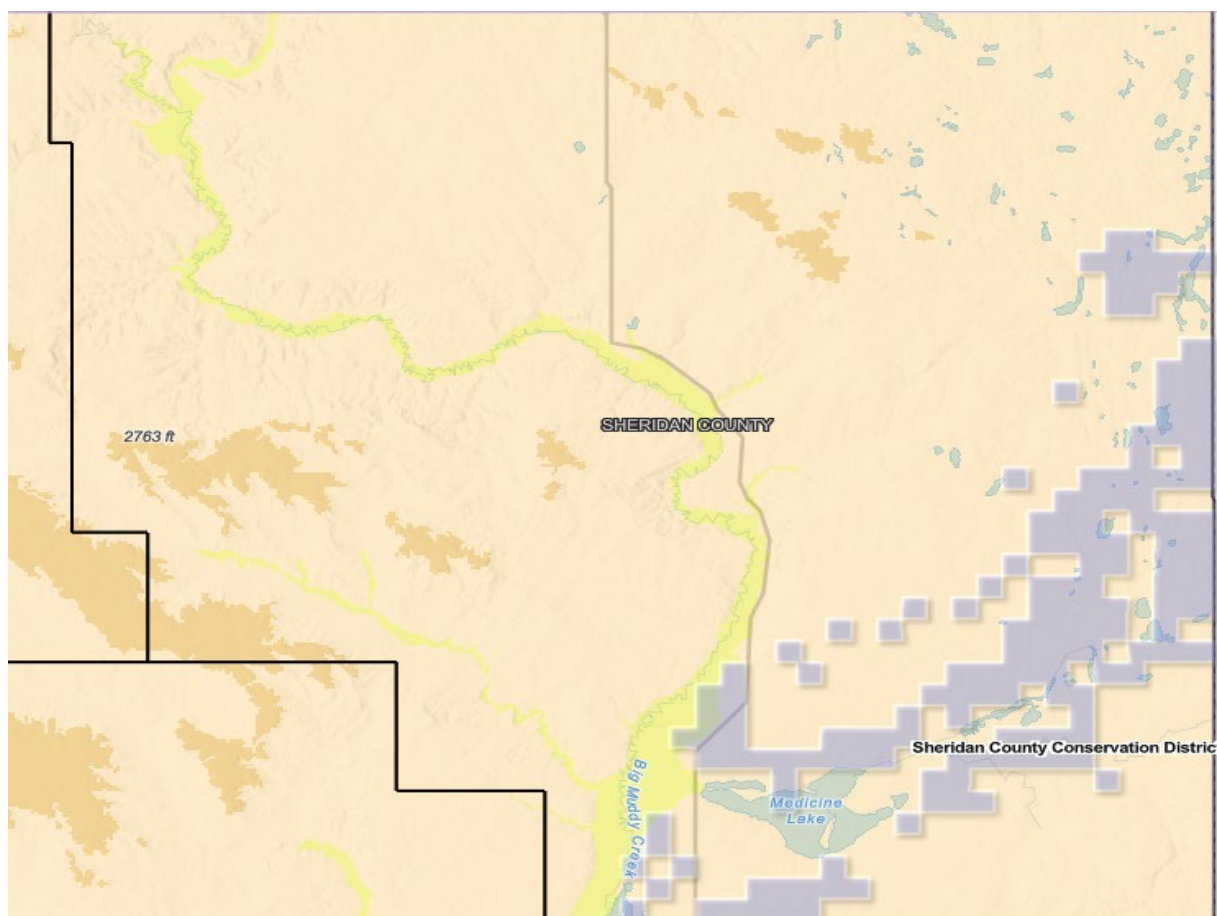 SHERIDAN COUNTY
2763 ft
Sheridan County Conservation Distric
Big Muddy Creek
Medicine
Lake